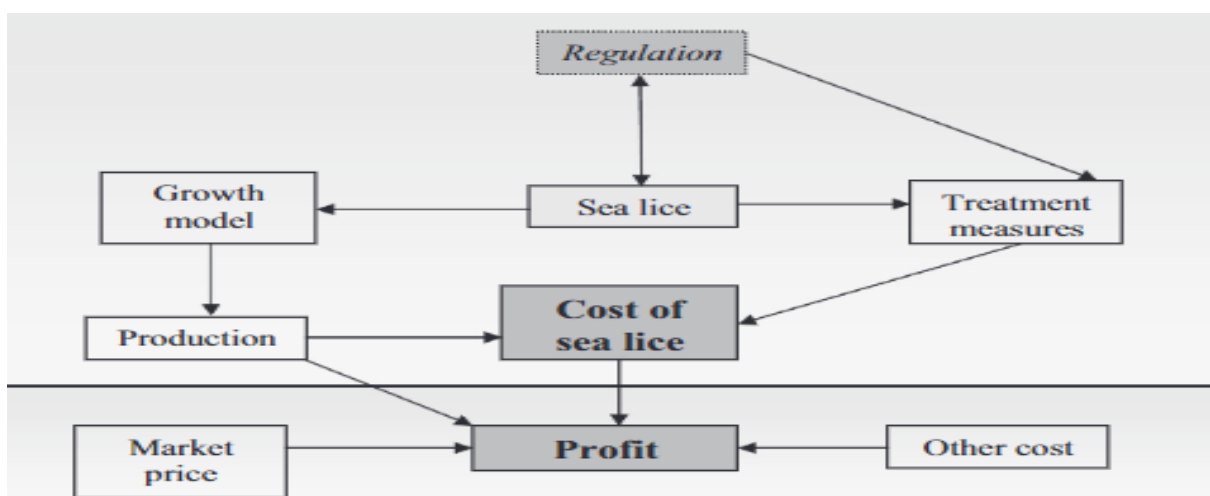 Regulation
Growth
model
Sea lice
Treatment
measures
Production
Cost of
sea lice
Market
price
Profit
Other cost